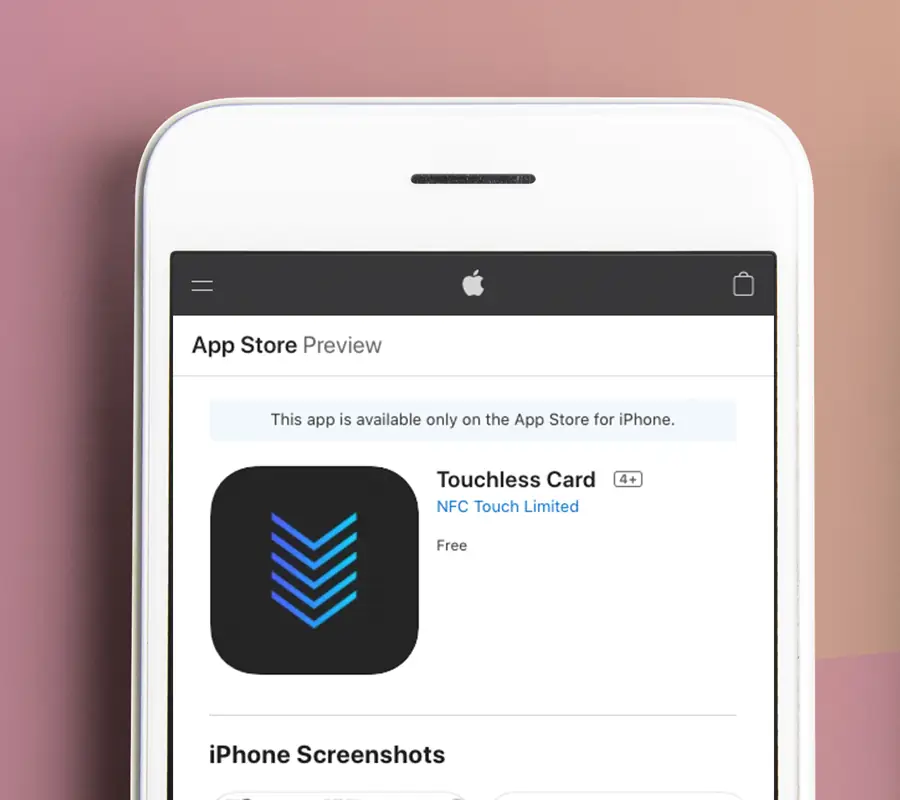 App Store Preview
This app is available only on the App Store for iPhone.
Touchless Card 4+
NFC Touch Limited
Free
iPhone Screenshots